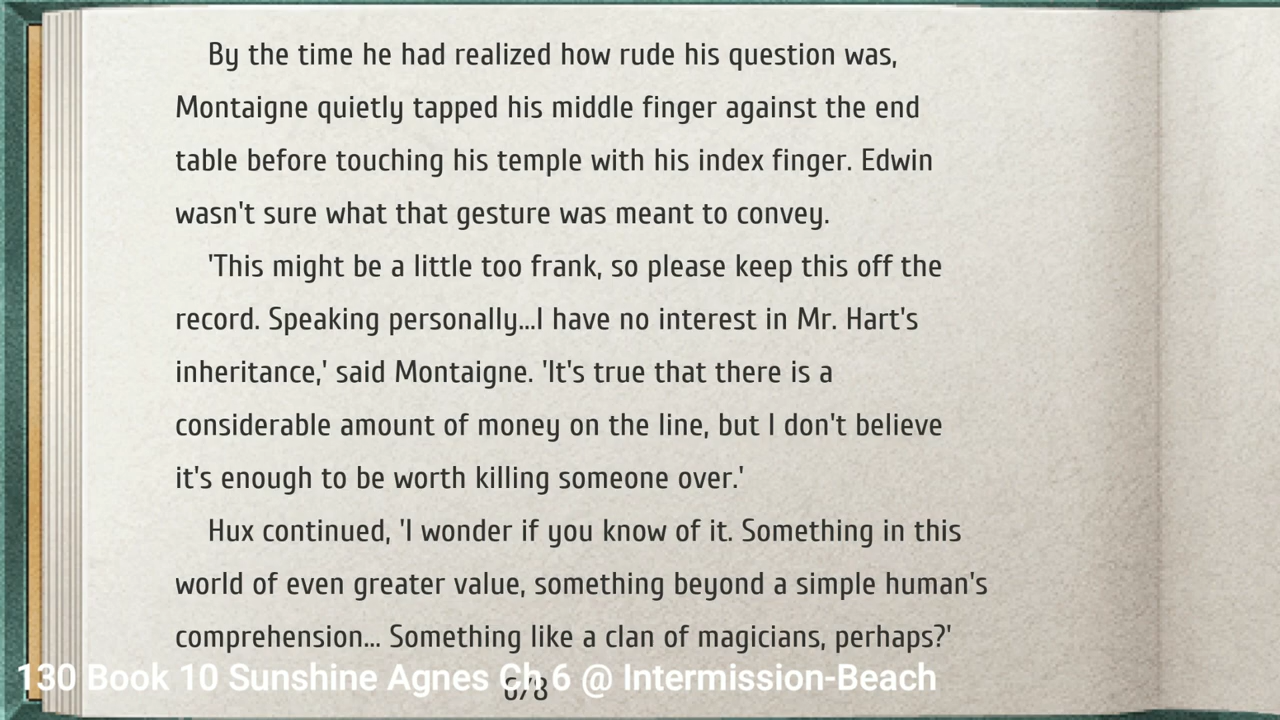 By the time he had realized how rude his question was,
Montaigne quietly tapped his middle finger against the end
table before touching his temple with his index finger. Edwin
wasn't sure what that gesture was meant to convey.
'This might be a little too frank, so please keep this off the
record. Speaking personally...I have no interest in Mr. Hart's
inheritance,' said Montaigne. 'It's true that there is a
considerable amount of money on the line, but I don't believe
it's enough to be worth killing someone over.'
Hux continued, 'I wonder if you know of it. Something in this
world of even greater value, something beyond a simple human's
comprehension... Something like a clan of magicians, perhaps?'
130 Book 10 Sunshine Agnes Ch 6 @ Intermission-Beach
6/8